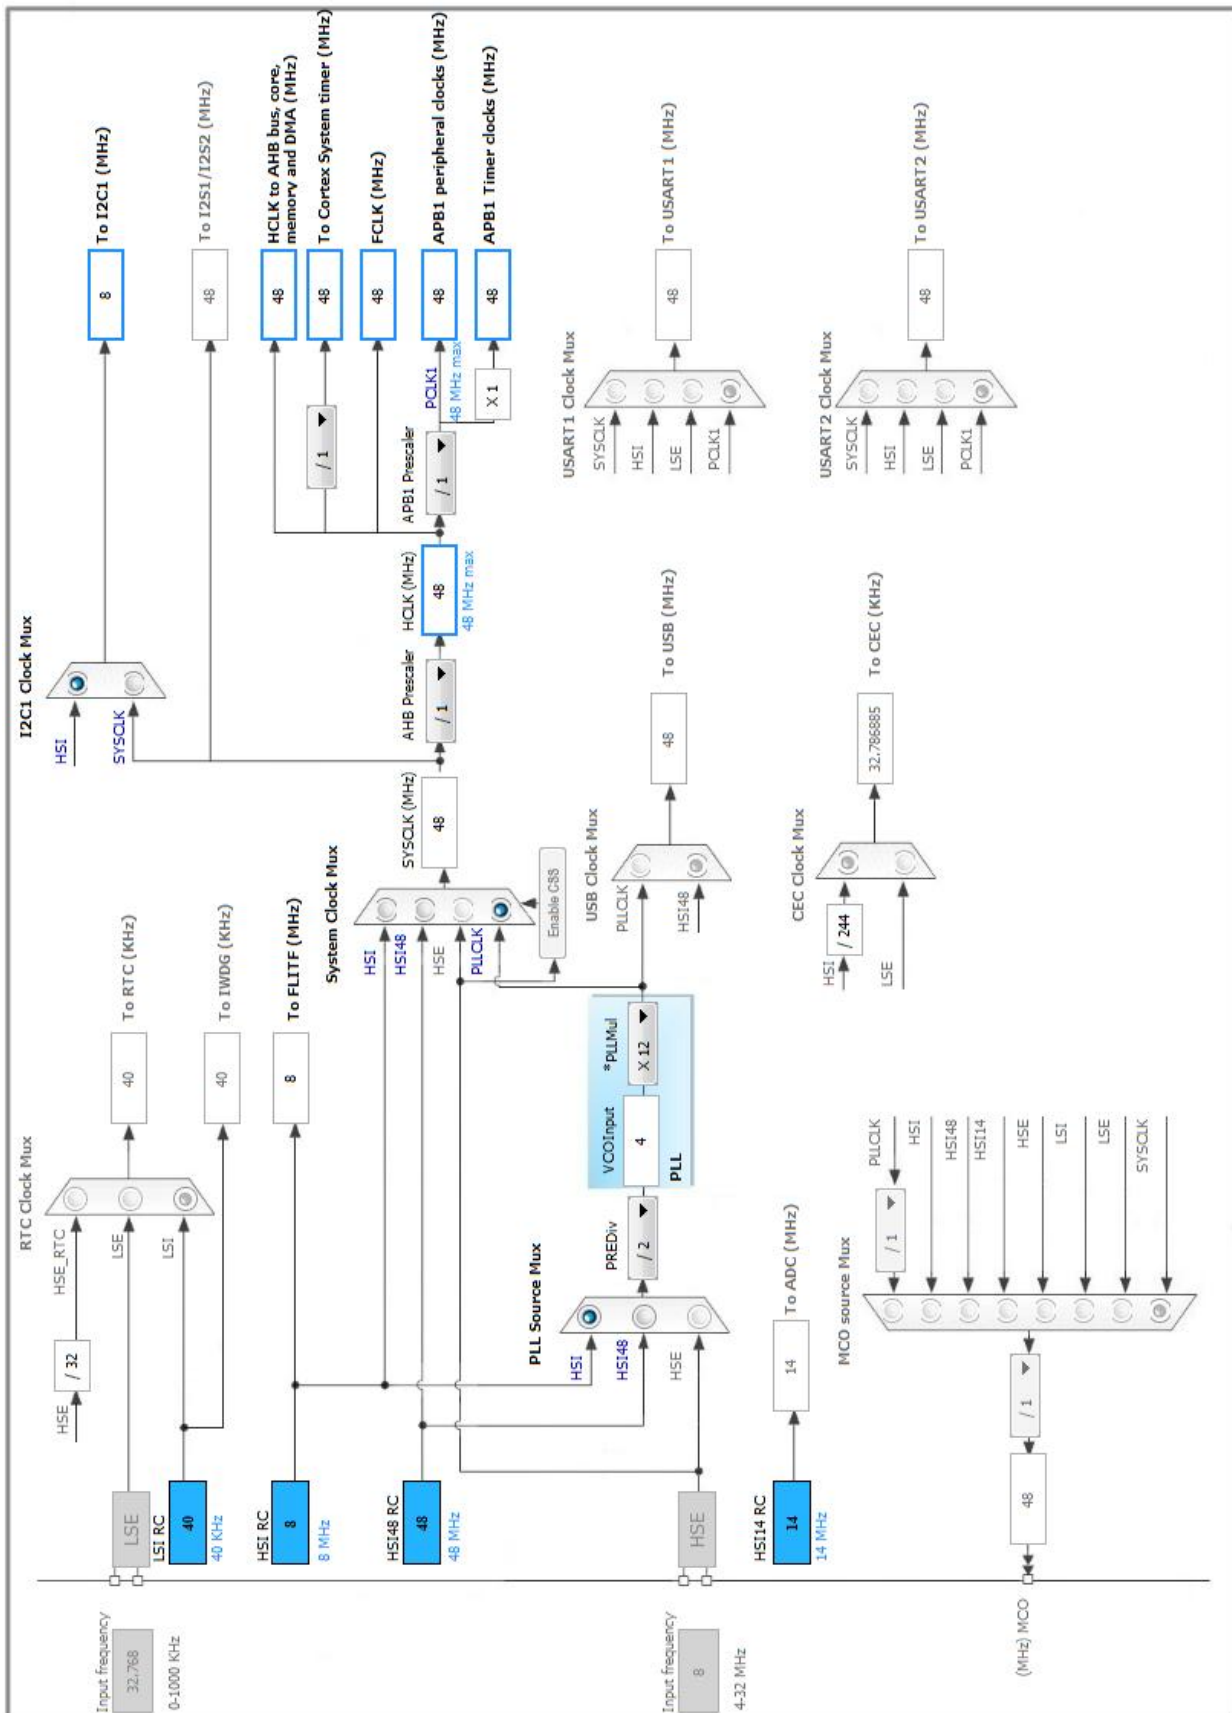 Input frequency
32.768
0-1000 KHz
LSE
LSI RC
40
40 KHz
HSE
/ 32
HSE_RTC
LSE
LSI
RTC Clock Mux
40
To RTC (KHz)
40
To IWDG (KHz)
HSI RC
8
8 MHz
8
To FLITF (MHz)
HSI48 RC
48
48 MHz
Input frequency
8
4-32 MHz
HSE
HSI14 RC
14
14 MHz
14
To ADC (MHz)
PLL Source Mux
HSI
HSI48
HSE
PREDiv
/ 2
VCOInput
4
*PLLMul
X 12
PLL
System Clock Mux
HSI
HSI48
HSE
PLLCLK
Enable CSS
SYSCLK (MHz)
48
AHB Prescaler
/ 1
HCLK (MHz)
48
48 MHz max
APB1 Prescaler
/ 1
PCLK1
48 MHz max
X 1
/ 1
I2C1 Clock Mux
HSI
SYSCLK
8
To I2C1 (MHz)
48
To I2S1/I2S2 (MHz)
48
HCLK to AHB bus, core,
memory and DMA (MHz)
48
To Cortex System timer (MHz)
48
FCLK (MHz)
48
APB1 peripheral clocks (MHz)
48
APB1 Timer clocks (MHz)
USB Clock Mux
PLLCLK
HSI48
48
To USB (MHz)
CEC Clock Mux
HSI
/ 244
LSE
32.786885
To CEC (KHz)
USART1 Clock Mux
SYSCLK
HSI
LSE
PCLK1
48
To USART1 (MHz)
USART2 Clock Mux
SYSCLK
HSI
LSE
PCLK1
48
To USART2 (MHz)
(MHz) MCO
48
/ 1
MCO source Mux
/ 1
PLLCLK
HSI
HSI48
HSI14
HSE
LSI
LSE
SYSCLK